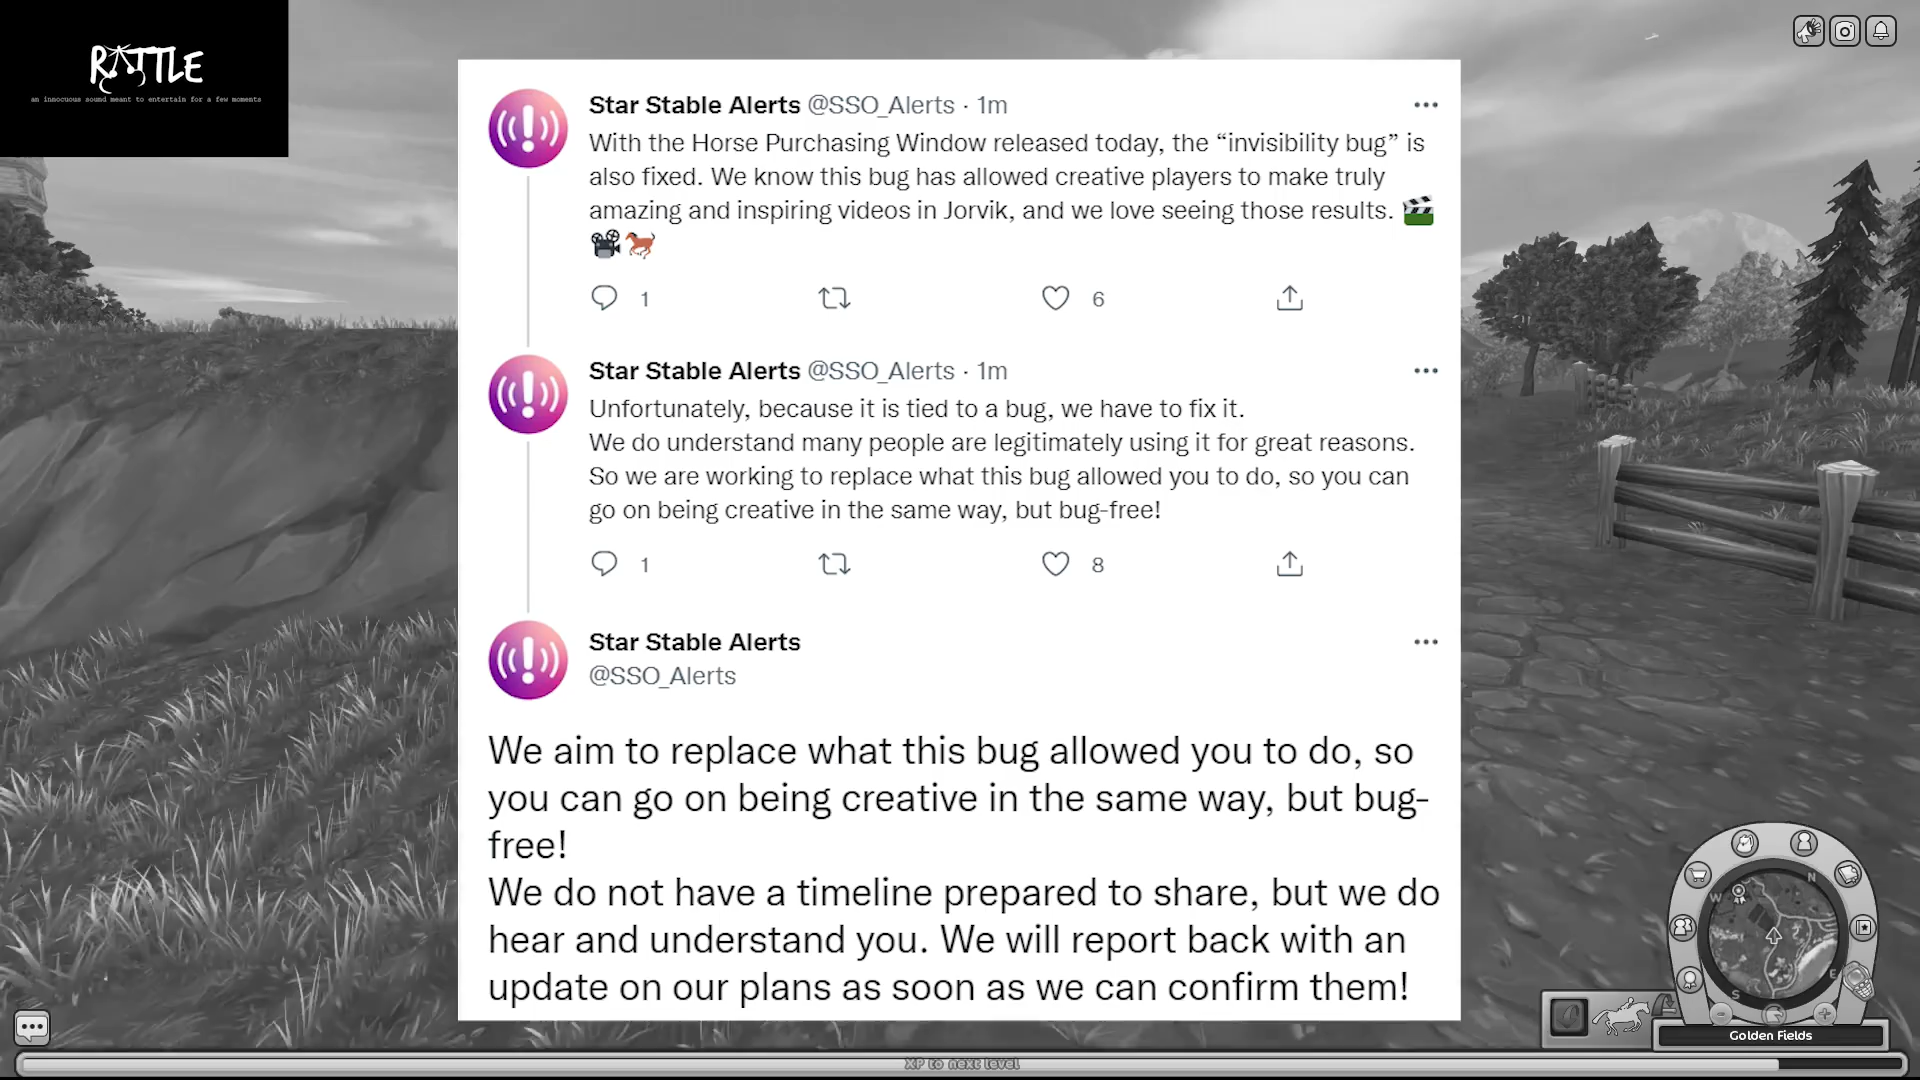 RATTLE
an innocuous sound meant to entertain for a few moments
Star Stable Alerts @SSO_Alerts · 1m
With the Horse Purchasing Window released today, the “invisibility bug” is
also fixed. We know this bug has allowed creative players to make truly
amazing and inspiring videos in Jorvik, and we love seeing those results. 🎬
🎥🐎
1
6
Star Stable Alerts @SSO_Alerts · 1m
Unfortunately, because it is tied to a bug, we have to fix it.
We do understand many people are legitimately using it for great reasons.
So we are working to replace what this bug allowed you to do, so you can
go on being creative in the same way, but bug-free!
1
8
Star Stable Alerts
@SSO_Alerts
We aim to replace what this bug allowed you to do, so
you can go on being creative in the same way, but bug-
free!
We do not have a timeline prepared to share, but we do
hear and understand you. We will report back with an
update on our plans as soon as we can confirm them!
N
W
E
S
Golden Fields
XP to next level